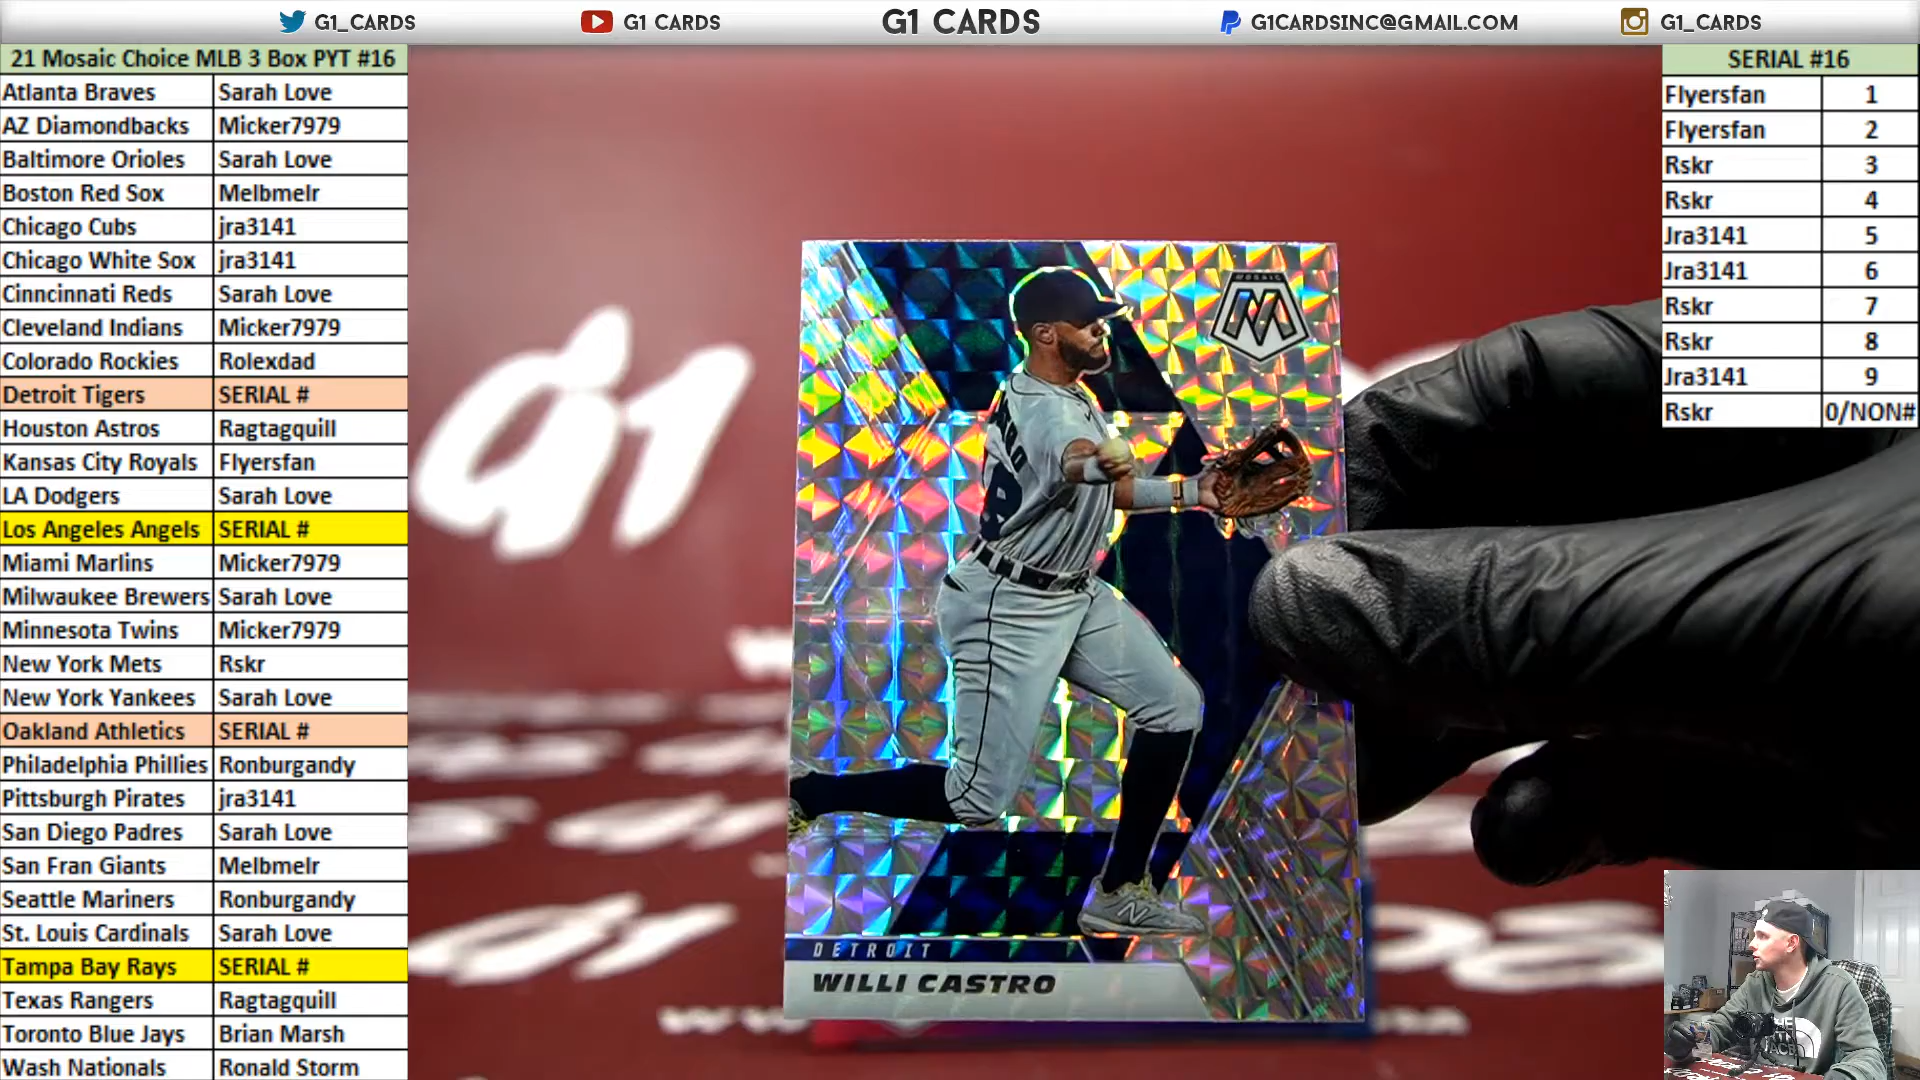 G1_CARDS
G1 CARDS
G1 CARDS
G1CARDSINC@GMAIL.COM
G1_CARDS
21 Mosaic Choice MLB 3 Box PYT #16
Atlanta Braves Sarah Love
AZ Diamondbacks Micker7979
Baltimore Orioles Sarah Love
Boston Red Sox Melbmelr
Chicago Cubs jra3141
Chicago White Sox jra3141
Cinncinnati Reds Sarah Love
Cleveland Indians Micker7979
Colorado Rockies Rolexdad
Detroit Tigers SERIAL #
Houston Astros Ragtagquill
Kansas City Royals Flyersfan
LA Dodgers Sarah Love
Los Angeles Angels SERIAL #
Miami Marlins Micker7979
Milwaukee Brewers Sarah Love
Minnesota Twins Micker7979
New York Mets Rskr
New York Yankees Sarah Love
Oakland Athletics SERIAL #
Philadelphia Phillies Ronburgandy
Pittsburgh Pirates jra3141
San Diego Padres Sarah Love
San Fran Giants Melbmelr
Seattle Mariners Ronburgandy
St. Louis Cardinals Sarah Love
Tampa Bay Rays SERIAL #
Texas Rangers Ragtagquill
Toronto Blue Jays Brian Marsh
Wash Nationals Ronald Storm
SERIAL #16
Flyersfan 1
Flyersfan 2
Rskr 3
Rskr 4
Jra3141 5
Jra3141 6
Rskr 7
Rskr 8
Jra3141 9
Rskr 0/NON#
G1
MOSAIC
DETROIT
WILLI CASTRO